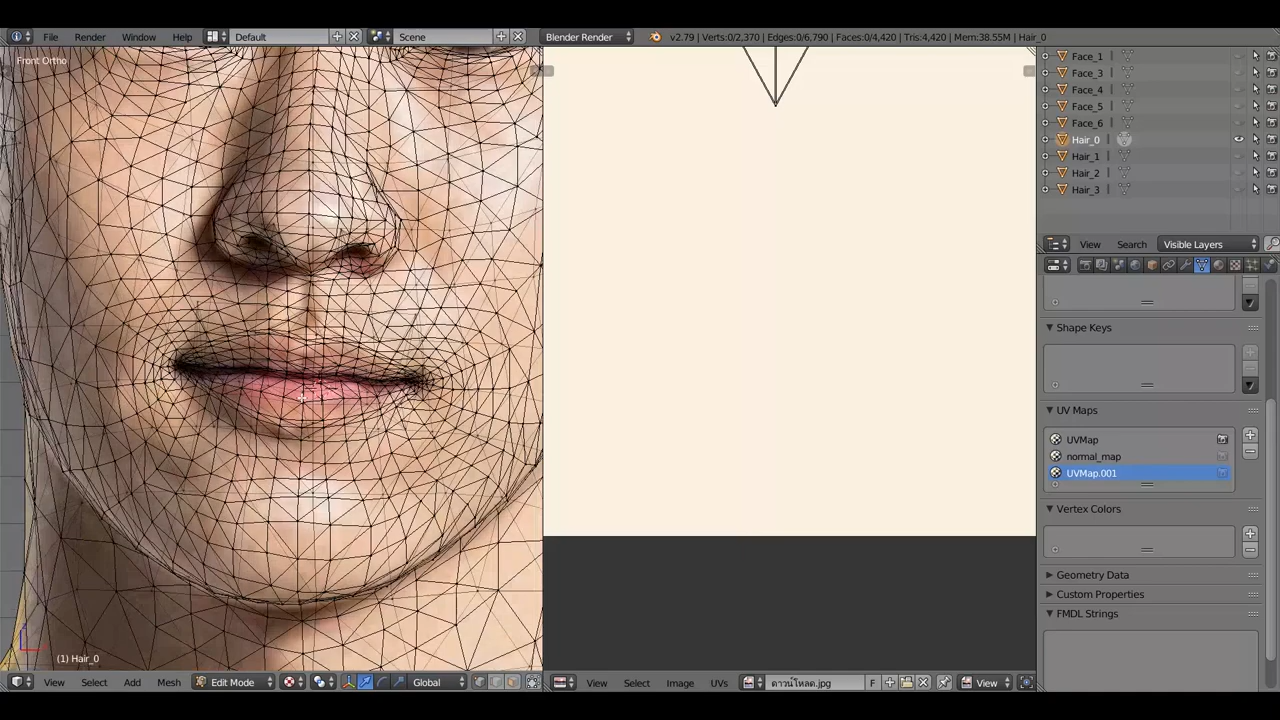 File Render Window Help Default Scene Blender Render v2.79 | Verts:0/2,370 | Edges:0/6,790 | Faces:0/4,420 | Tris:4,420 | Mem:38.55M | Hair_0
Front Ortho
Face_1
Face_3
Face_4
Face_5
Face_6
Hair_0
Hair_1
Hair_2
Hair_3
View Search Visible Layers
Shape Keys
UV Maps
UVMap
normal_map
UVMap.001
Vertex Colors
Geometry Data
Custom Properties
FMDL Strings
(1) Hair_0
View Select Add Mesh Edit Mode Global View Select Image UVs ดาวน์โหลด.jpg F View